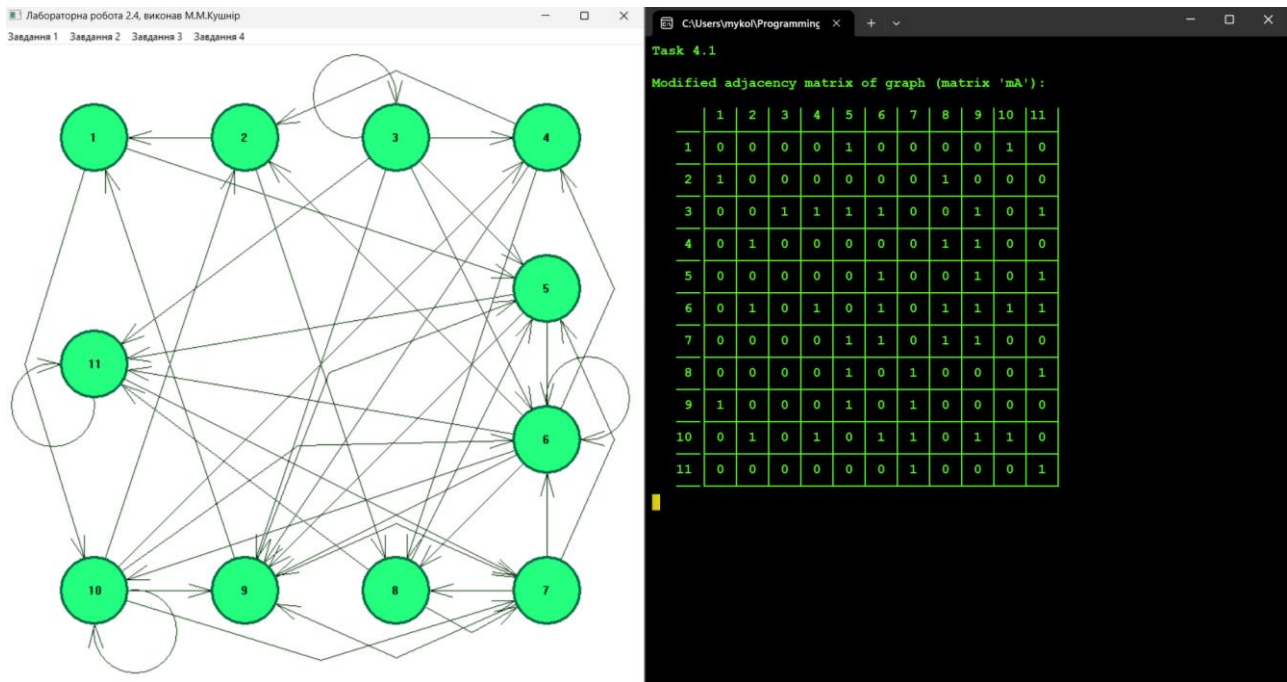 Лабораторна робота 2.4, виконав М.М.Кушнір
Завдання 1 Завдання 2 Завдання 3 Завдання 4
1 2 3 4
5
11
6
10 9 8 7
C:\Users\mykol\Programming
Task 4.1
Modified adjacency matrix of graph (matrix 'mA'):
1 2 3 4 5 6 7 8 9 10 11
1 0 0 0 0 1 0 0 0 0 1 0
2 1 0 0 0 0 0 0 1 0 0 0
3 0 0 1 1 1 1 0 0 1 0 1
4 0 1 0 0 0 0 0 1 1 0 0
5 0 0 0 0 0 1 0 0 1 0 1
6 0 1 0 1 0 1 0 1 1 1 1
7 0 0 0 0 1 1 0 1 1 0 0
8 0 0 0 0 1 0 1 0 0 0 1
9 1 0 0 0 1 0 1 0 0 0 0
10 0 1 0 1 0 1 1 0 1 1 0
11 0 0 0 0 0 0 1 0 0 0 1